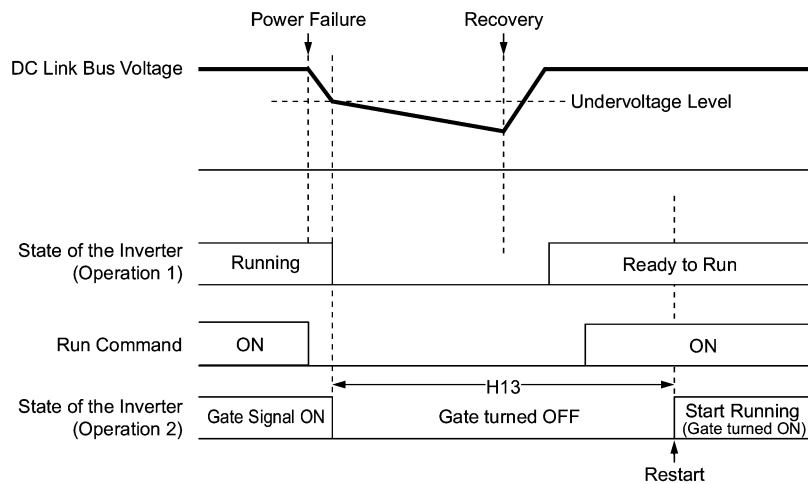 Power Failure
Recovery
DC Link Bus Voltage
Undervoltage Level
State of the Inverter
(Operation 1)
Running
Ready to Run
Run Command
ON
ON
H13
State of the Inverter
(Operation 2)
Gate Signal ON
Gate turned OFF
Start Running
(Gate turned ON)
Restart